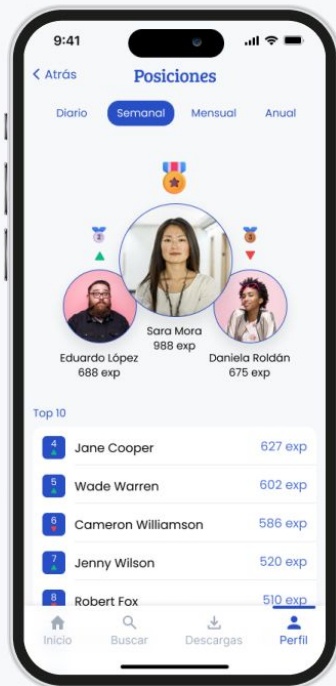 9:41
Atrás
Posiciones
Diario Semanal Mensual Anual
2
3
Sara Mora
988 exp
Eduardo López
688 exp
Daniela Roldán
675 exp
Top 10
4 Jane Cooper 627 exp
5 Wade Warren 602 exp
6 Cameron Williamson 586 exp
7 Jenny Wilson 520 exp
8 Robert Fox 510 exp
Inicio Buscar Descargas Perfil